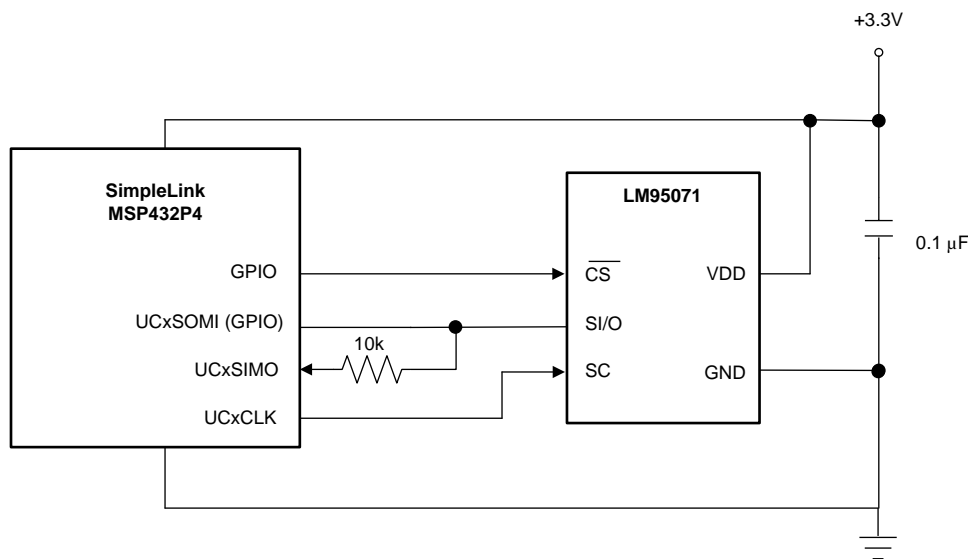 +3.3V
SimpleLink
MSP432P4
LM95071
0.1 μF
GPIO
CS
VDD
UCxSOMI (GPIO)
SI/O
10k
UCxSIMO
SC
GND
UCxCLK